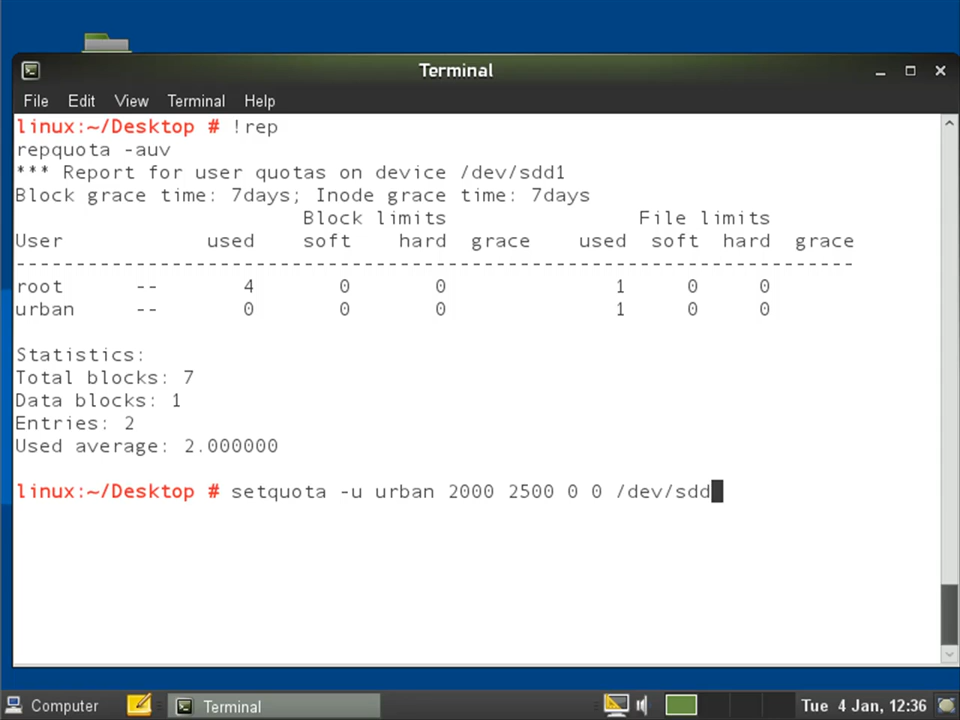 Terminal
File Edit View Terminal Help
linux:~/Desktop # !rep
repquota -auv
*** Report for user quotas on device /dev/sdd1
Block grace time: 7days; Inode grace time: 7days
Block limits File limits
User used soft hard grace used soft hard grace
----------------------------------------------------------------------
root -- 4 0 0 1 0 0
urban -- 0 0 0 1 0 0
Statistics:
Total blocks: 7
Data blocks: 1
Entries: 2
Used average: 2.000000
linux:~/Desktop # setquota -u urban 2000 2500 0 0 /dev/sdd
Computer Terminal Tue 4 Jan, 12:36